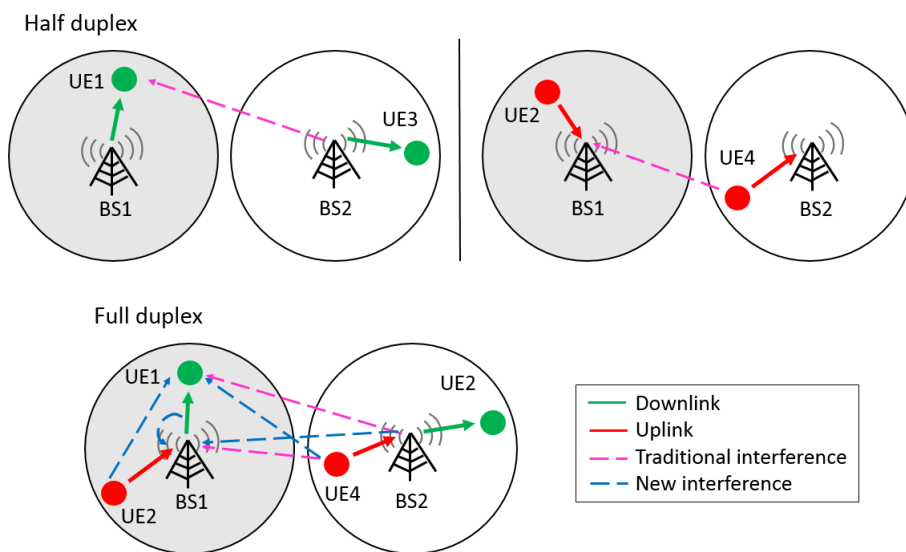 Half duplex
UE1
UE3
BS1
BS2
UE2
UE4
BS1
BS2
Full duplex
UE1
UE2
BS1
UE2
UE4
BS2
Downlink
Uplink
Traditional interference
New interference